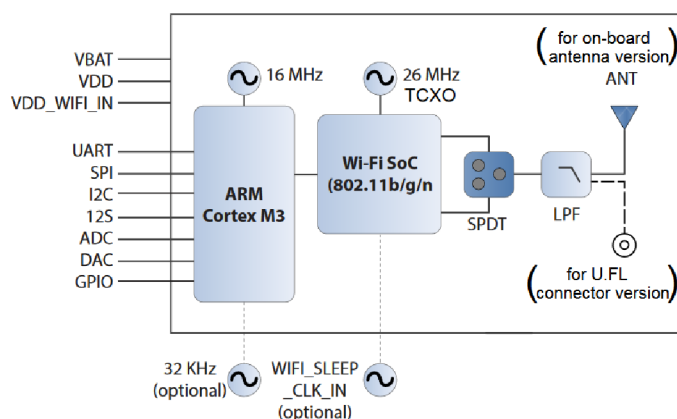 VBAT
VDD
VDD_WIFI_IN
UART
SPI
I2C
12S
ADC
DAC
GPIO
16 MHz
ARM
Cortex M3
26 MHz
TCXO
Wi-Fi SoC
(802.11b/g/n
SPDT
LPF
(for on-board
antenna version)
ANT
(for U.FL
connector version)
32 KHz
(optional)
WIFI_SLEEP
_CLK_IN
(optional)